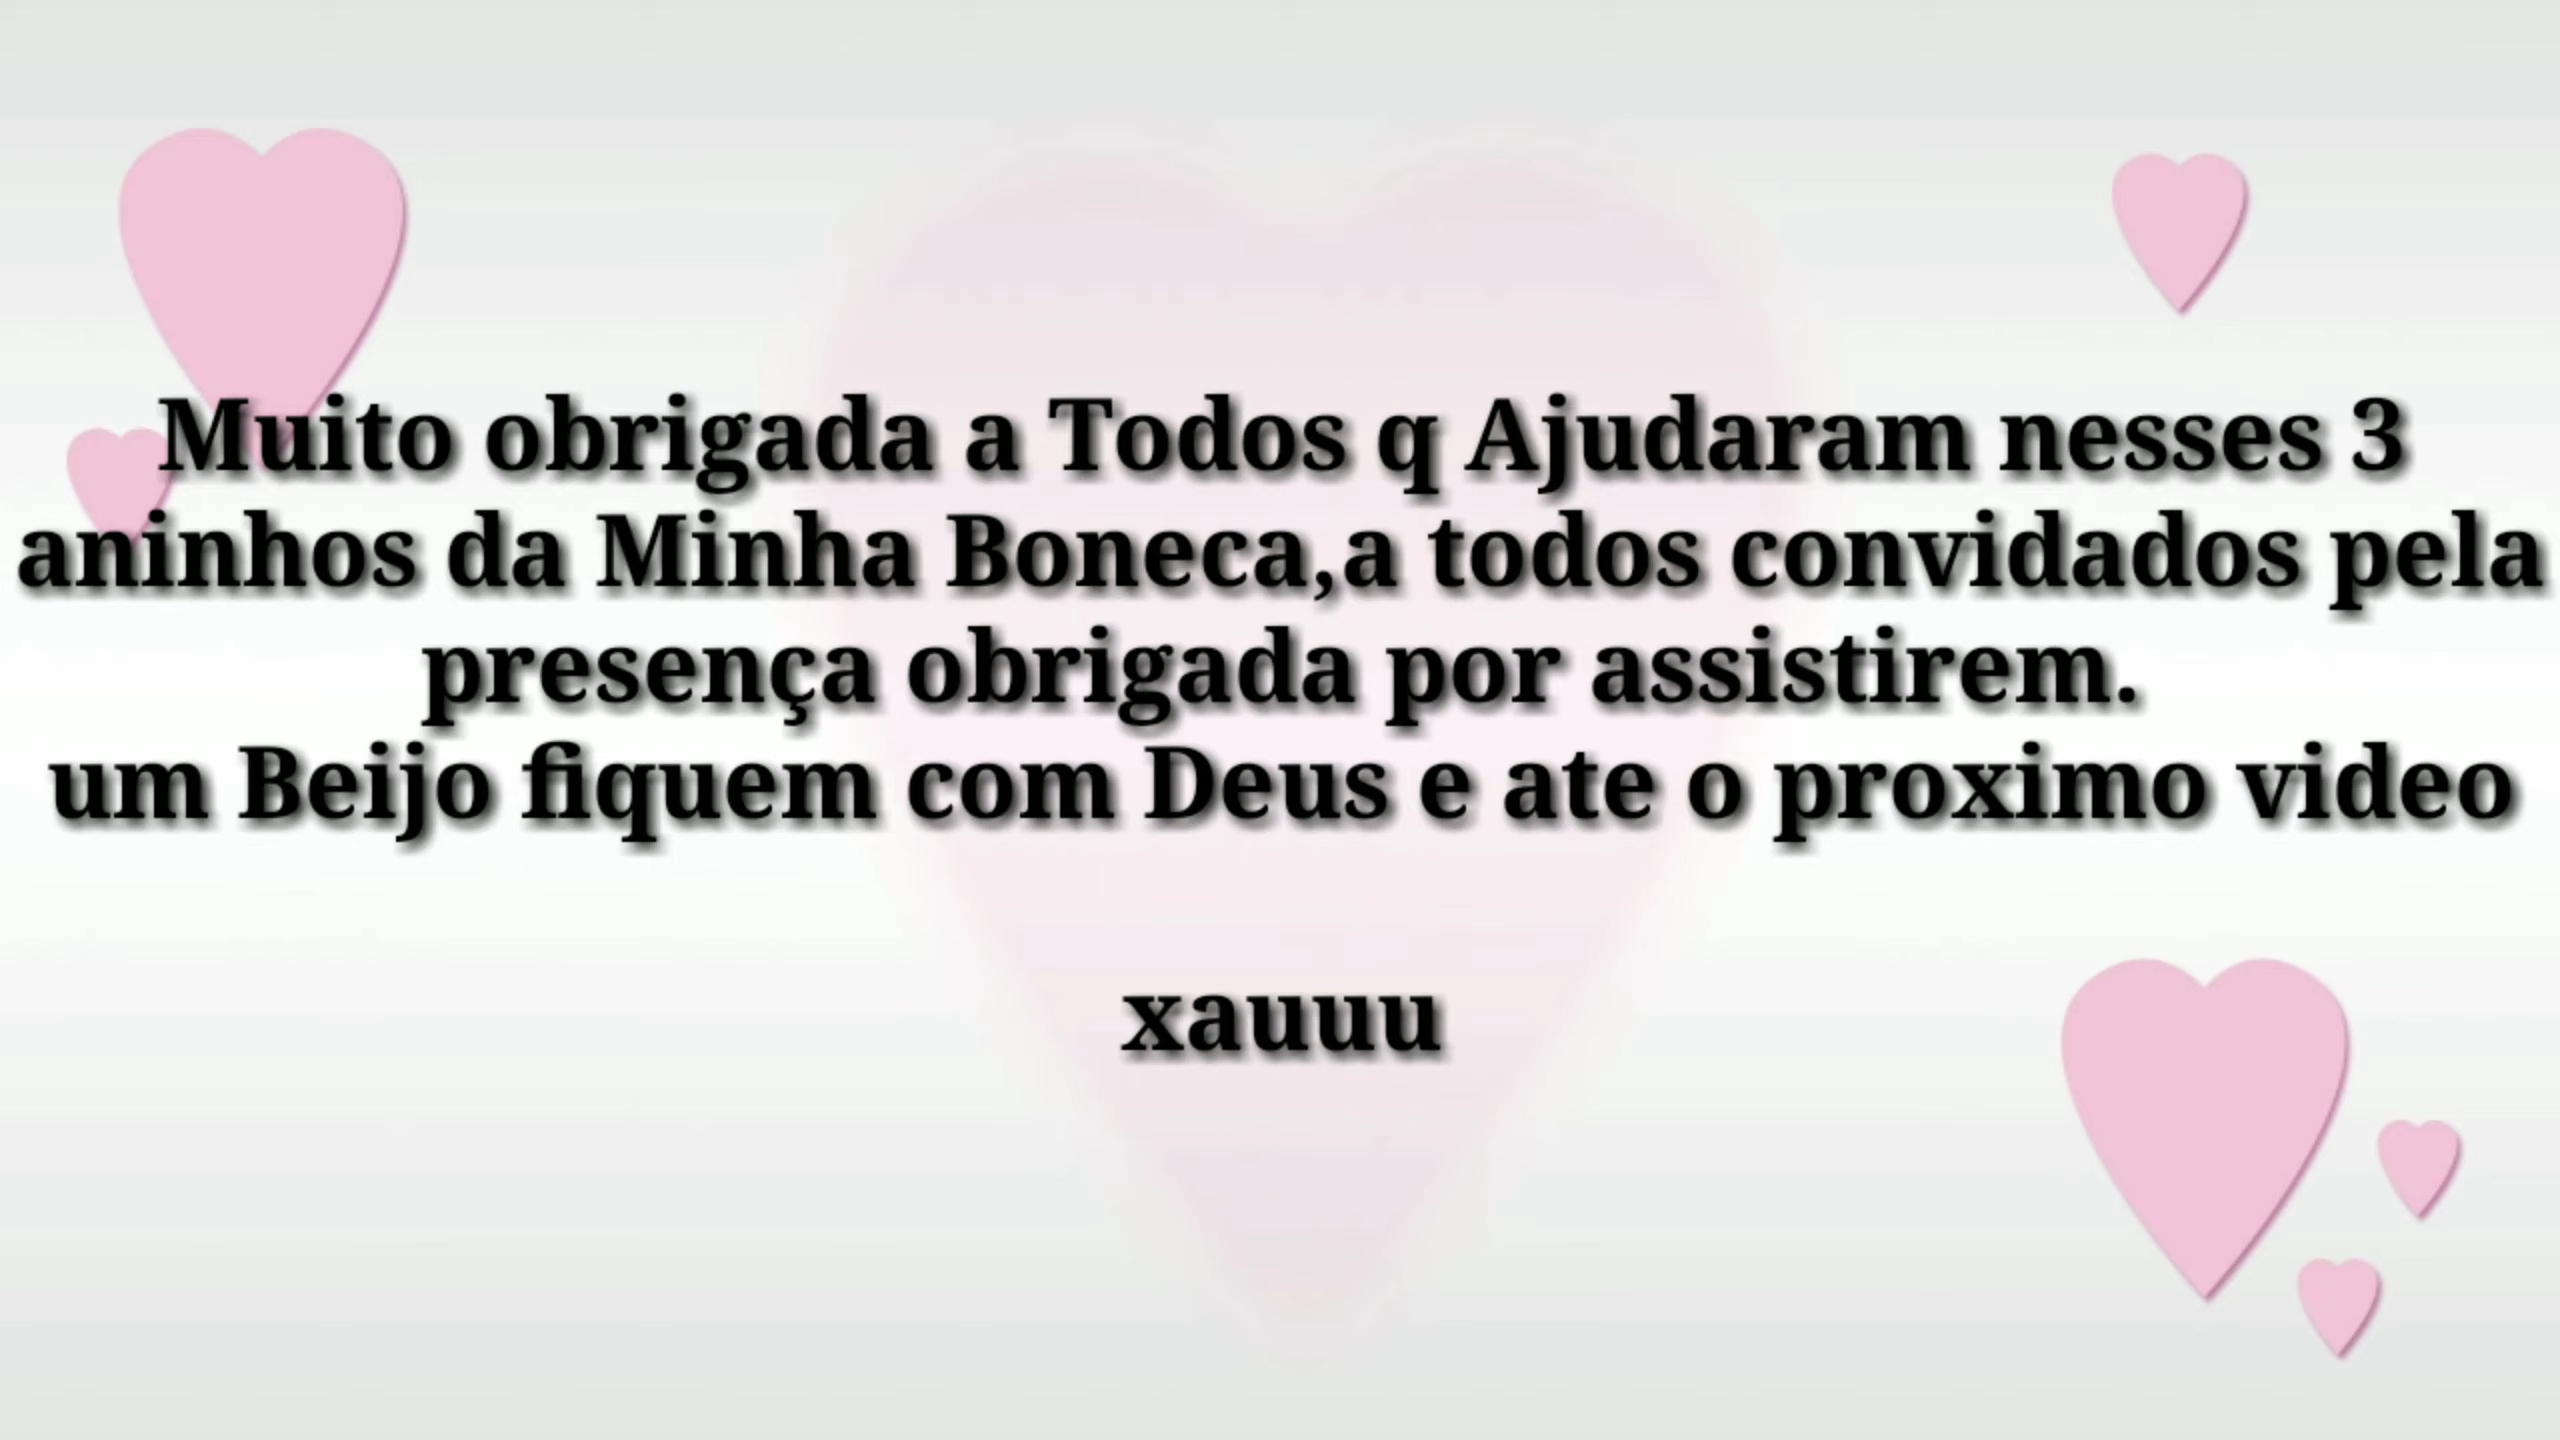 Muito obrigada a Todos q Ajudaram nesses 3
aninhos da Minha Boneca,a todos convidados pela
presença obrigada por assistirem.
um Beijo fiquem com Deus e ate o proximo video
xauuu